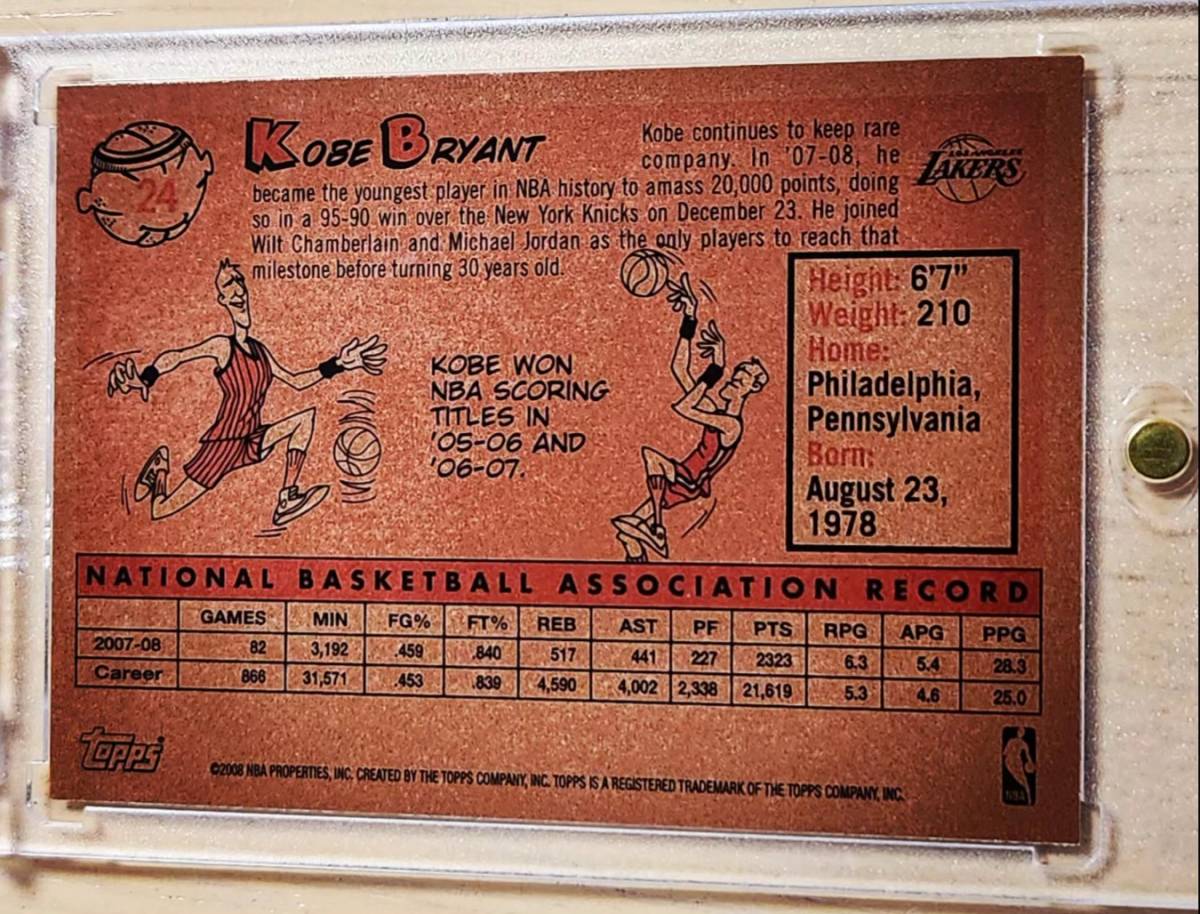 24
KOBE BRYANT
Kobe continues to keep rare
company. In '07-08, he
became the youngest player in NBA history to amass 20,000 points, doing
so in a 95-90 win over the New York Knicks on December 23. He joined
Wilt Chamberlain and Michael Jordan as the only players to reach that
milestone before turning 30 years old.
LOS ANGELES
LAKERS
KOBE WON
NBA SCORING
TITLES IN
'05-06 AND
'06-07.
Height: 6'7"
Weight: 210
Home:
Philadelphia,
Pennsylvania
Born:
August 23,
1978
NATIONAL BASKETBALL ASSOCIATION RECORD
GAMES MIN FG% FT% REB AST PF PTS RPG APG PPG
2007-08 82 3,192 .459 .840 517 441 227 2323 6.3 5.4 28.3
Career 866 31,571 .453 .839 4,590 4,002 2,338 21,619 5.3 4.6 25.0
Topps
©2008 NBA PROPERTIES, INC. CREATED BY THE TOPPS COMPANY, INC. TOPPS IS A REGISTERED TRADEMARK OF THE TOPPS COMPANY, INC.
NBA